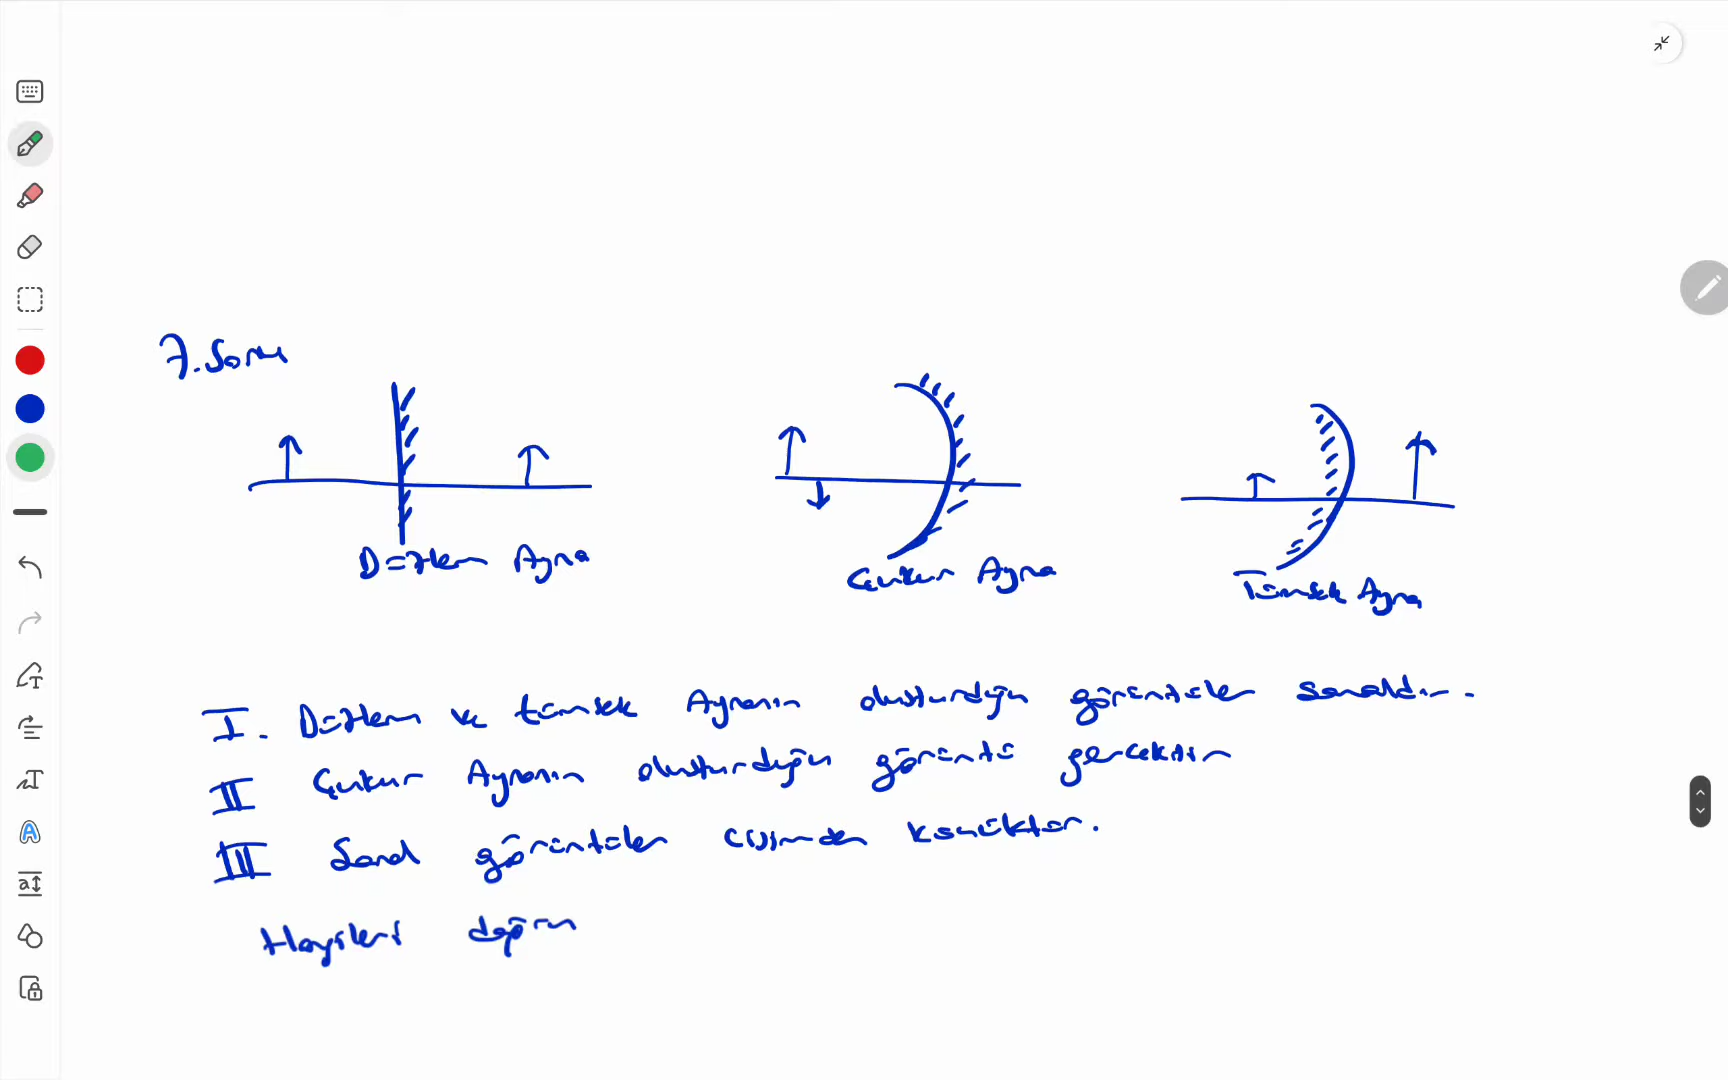 7. Soru
Düzlem Ayna
Çukur Ayna
Tümsek Ayna
I. Düzlem ve tümsek Aynanın oluşturduğu görüntüler sanaldır.
II Çukur Aynanın oluşturduğu görüntü gerçektir
III Sanal görüntüler cisimden küçüktür.
Hangileri doğru